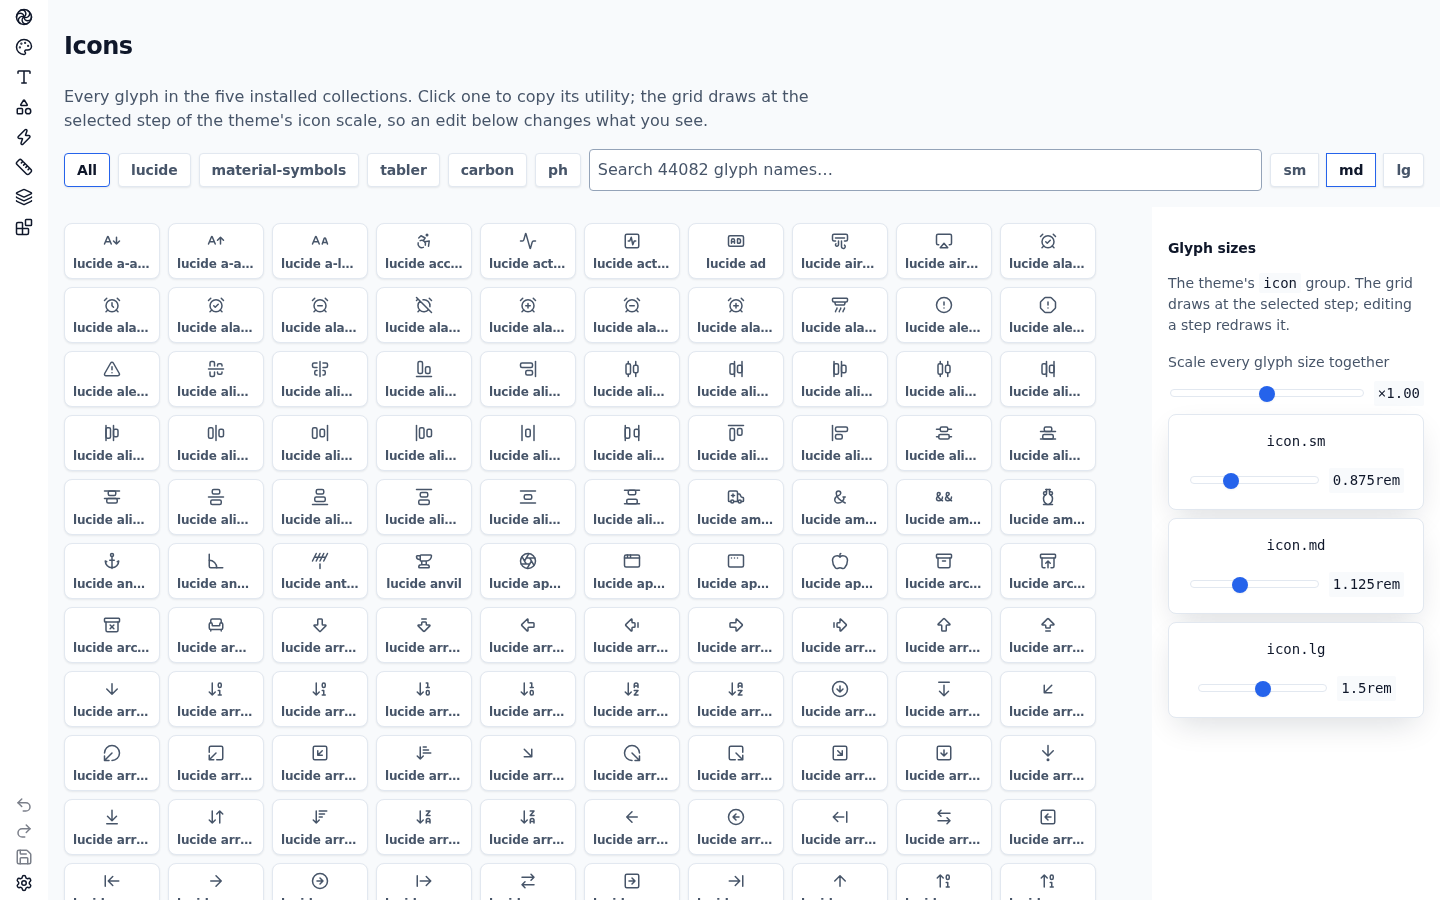 Icons
Every glyph in the five installed collections. Click one to copy its utility; the grid draws at the
selected step of the theme's icon scale, so an edit below changes what you see.
All lucide material-symbols tabler carbon ph Search 44082 glyph names... sm md lg
lucide a-a... lucide a-a... lucide a-l... lucide acc... lucide act... lucide act... lucide ad lucide air... lucide air... lucide ala...
lucide ala... lucide ala... lucide ala... lucide ala... lucide ala... lucide ala... lucide ala... lucide ala... lucide ale... lucide ale...
lucide ale... lucide ali... lucide ali... lucide ali... lucide ali... lucide ali... lucide ali... lucide ali... lucide ali... lucide ali...
lucide ali... lucide ali... lucide ali... lucide ali... lucide ali... lucide ali... lucide ali... lucide ali... lucide ali... lucide ali...
lucide ali... lucide ali... lucide ali... lucide ali... lucide ali... lucide ali... lucide am... lucide am... lucide am... lucide am...
lucide an... lucide an... lucide ant... lucide anvil lucide ap... lucide ap... lucide ap... lucide ap... lucide arc... lucide arc...
lucide arc... lucide ar... lucide arr... lucide arr... lucide arr... lucide arr... lucide arr... lucide arr... lucide arr... lucide arr...
lucide arr... lucide arr... lucide arr... lucide arr... lucide arr... lucide arr... lucide arr... lucide arr... lucide arr... lucide arr...
lucide arr... lucide arr... lucide arr... lucide arr... lucide arr... lucide arr... lucide arr... lucide arr... lucide arr... lucide arr...
lucide arr... lucide arr... lucide arr... lucide arr... lucide arr... lucide arr... lucide arr... lucide arr... lucide arr... lucide arr...
Glyph sizes
The theme's icon group. The grid
draws at the selected step; editing
a step redraws it.
Scale every glyph size together
×1.00
icon.sm
0.875rem
icon.md
1.125rem
icon.lg
1.5rem